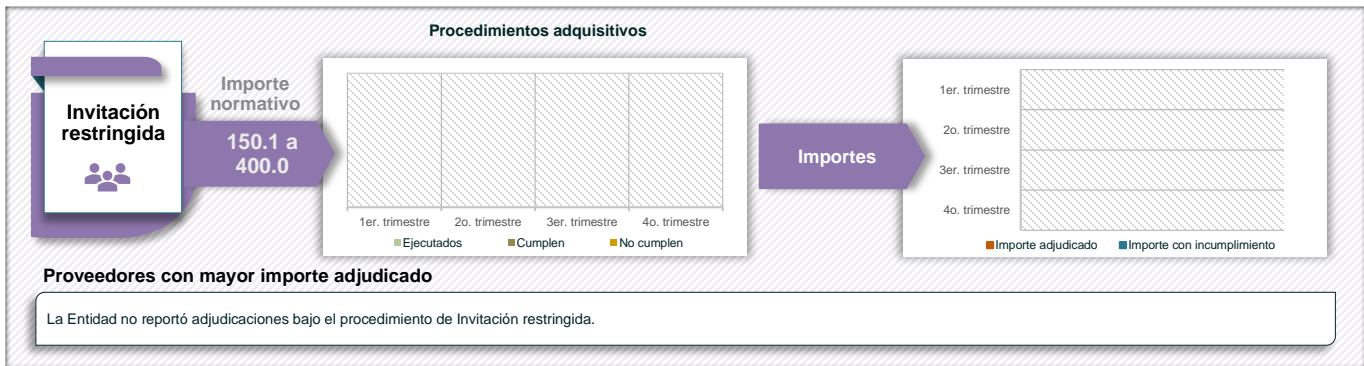 Procedimientos adquisitivos
Invitación
restringida
Importe
normativo
150.1 a
400.0
1er. trimestre
2o. trimestre
3er. trimestre
4o. trimestre
Ejecutados
Cumplen
No cumplen
Importes
1er. trimestre
2o. trimestre
3er. trimestre
4o. trimestre
Importe adjudicado
Importe con incumplimiento
Proveedores con mayor importe adjudicado
La Entidad no reportó adjudicaciones bajo el procedimiento de Invitación restringida.